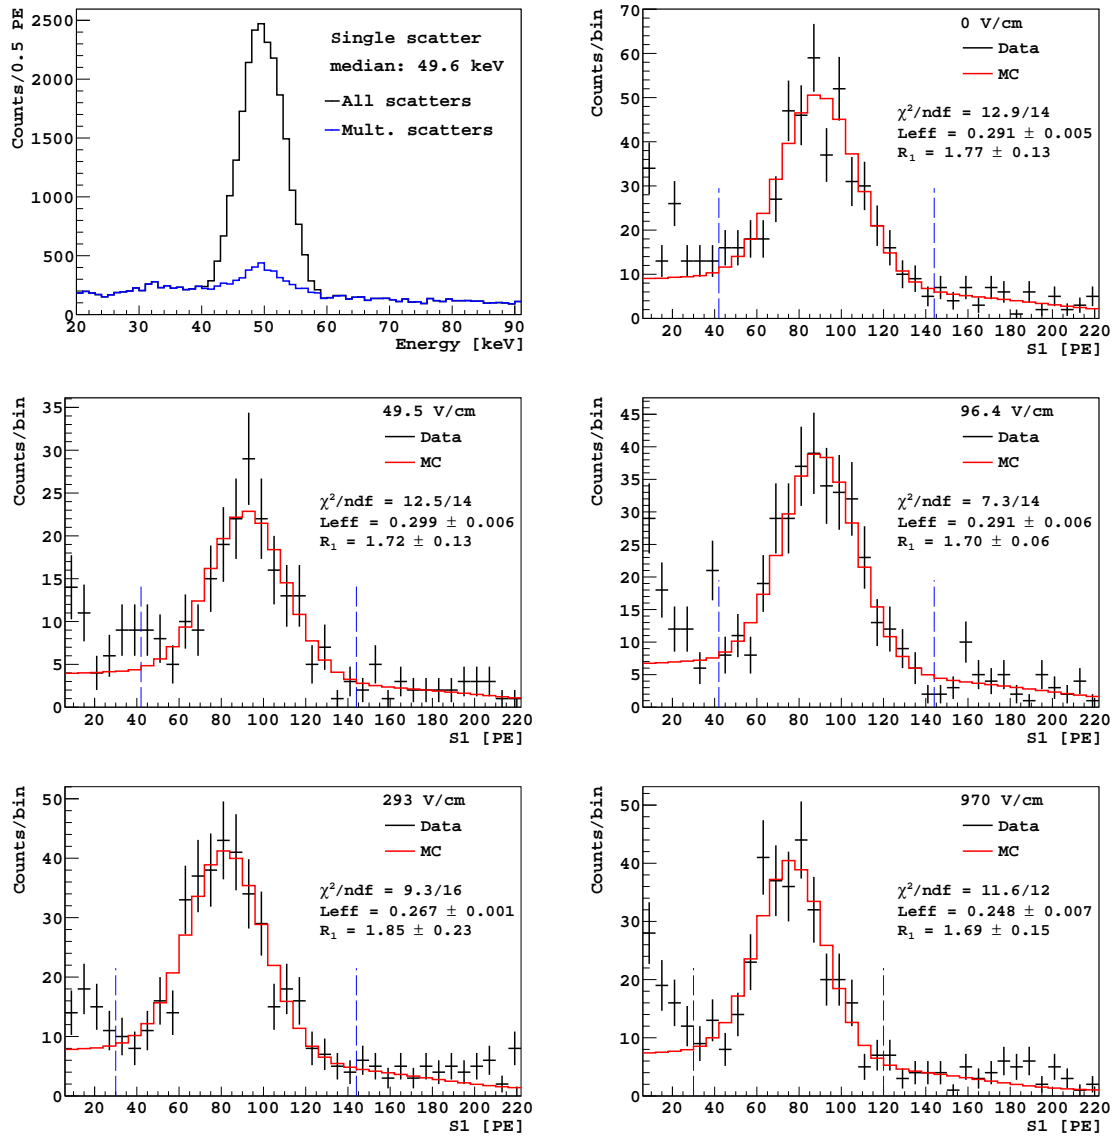 Counts/0.5 PE
2500
2000
1500
1000
500
0
Single scatter
median: 49.6 keV
All scatters
Mult. scatters
20 30 40 50 60 70 80 90
Energy [keV]
Counts/bin
70
60
50
40
30
20
10
0
0 V/cm
Data
MC
χ²/ndf = 12.9/14
Leff = 0.291 ± 0.005
R₁ = 1.77 ± 0.13
20 40 60 80 100 120 140 160 180 200 220
S1 [PE]
Counts/bin
35
30
25
20
15
10
5
0
49.5 V/cm
Data
MC
χ²/ndf = 12.5/14
Leff = 0.299 ± 0.006
R₁ = 1.72 ± 0.13
20 40 60 80 100 120 140 160 180 200 220
S1 [PE]
Counts/bin
45
40
35
30
25
20
15
10
5
0
96.4 V/cm
Data
MC
χ²/ndf = 7.3/14
Leff = 0.291 ± 0.006
R₁ = 1.70 ± 0.06
20 40 60 80 100 120 140 160 180 200 220
S1 [PE]
Counts/bin
50
40
30
20
10
0
293 V/cm
Data
MC
χ²/ndf = 9.3/16
Leff = 0.267 ± 0.001
R₁ = 1.85 ± 0.23
20 40 60 80 100 120 140 160 180 200 220
S1 [PE]
Counts/bin
50
40
30
20
10
0
970 V/cm
Data
MC
χ²/ndf = 11.6/12
Leff = 0.248 ± 0.007
R₁ = 1.69 ± 0.15
20 40 60 80 100 120 140 160 180 200 220
S1 [PE]